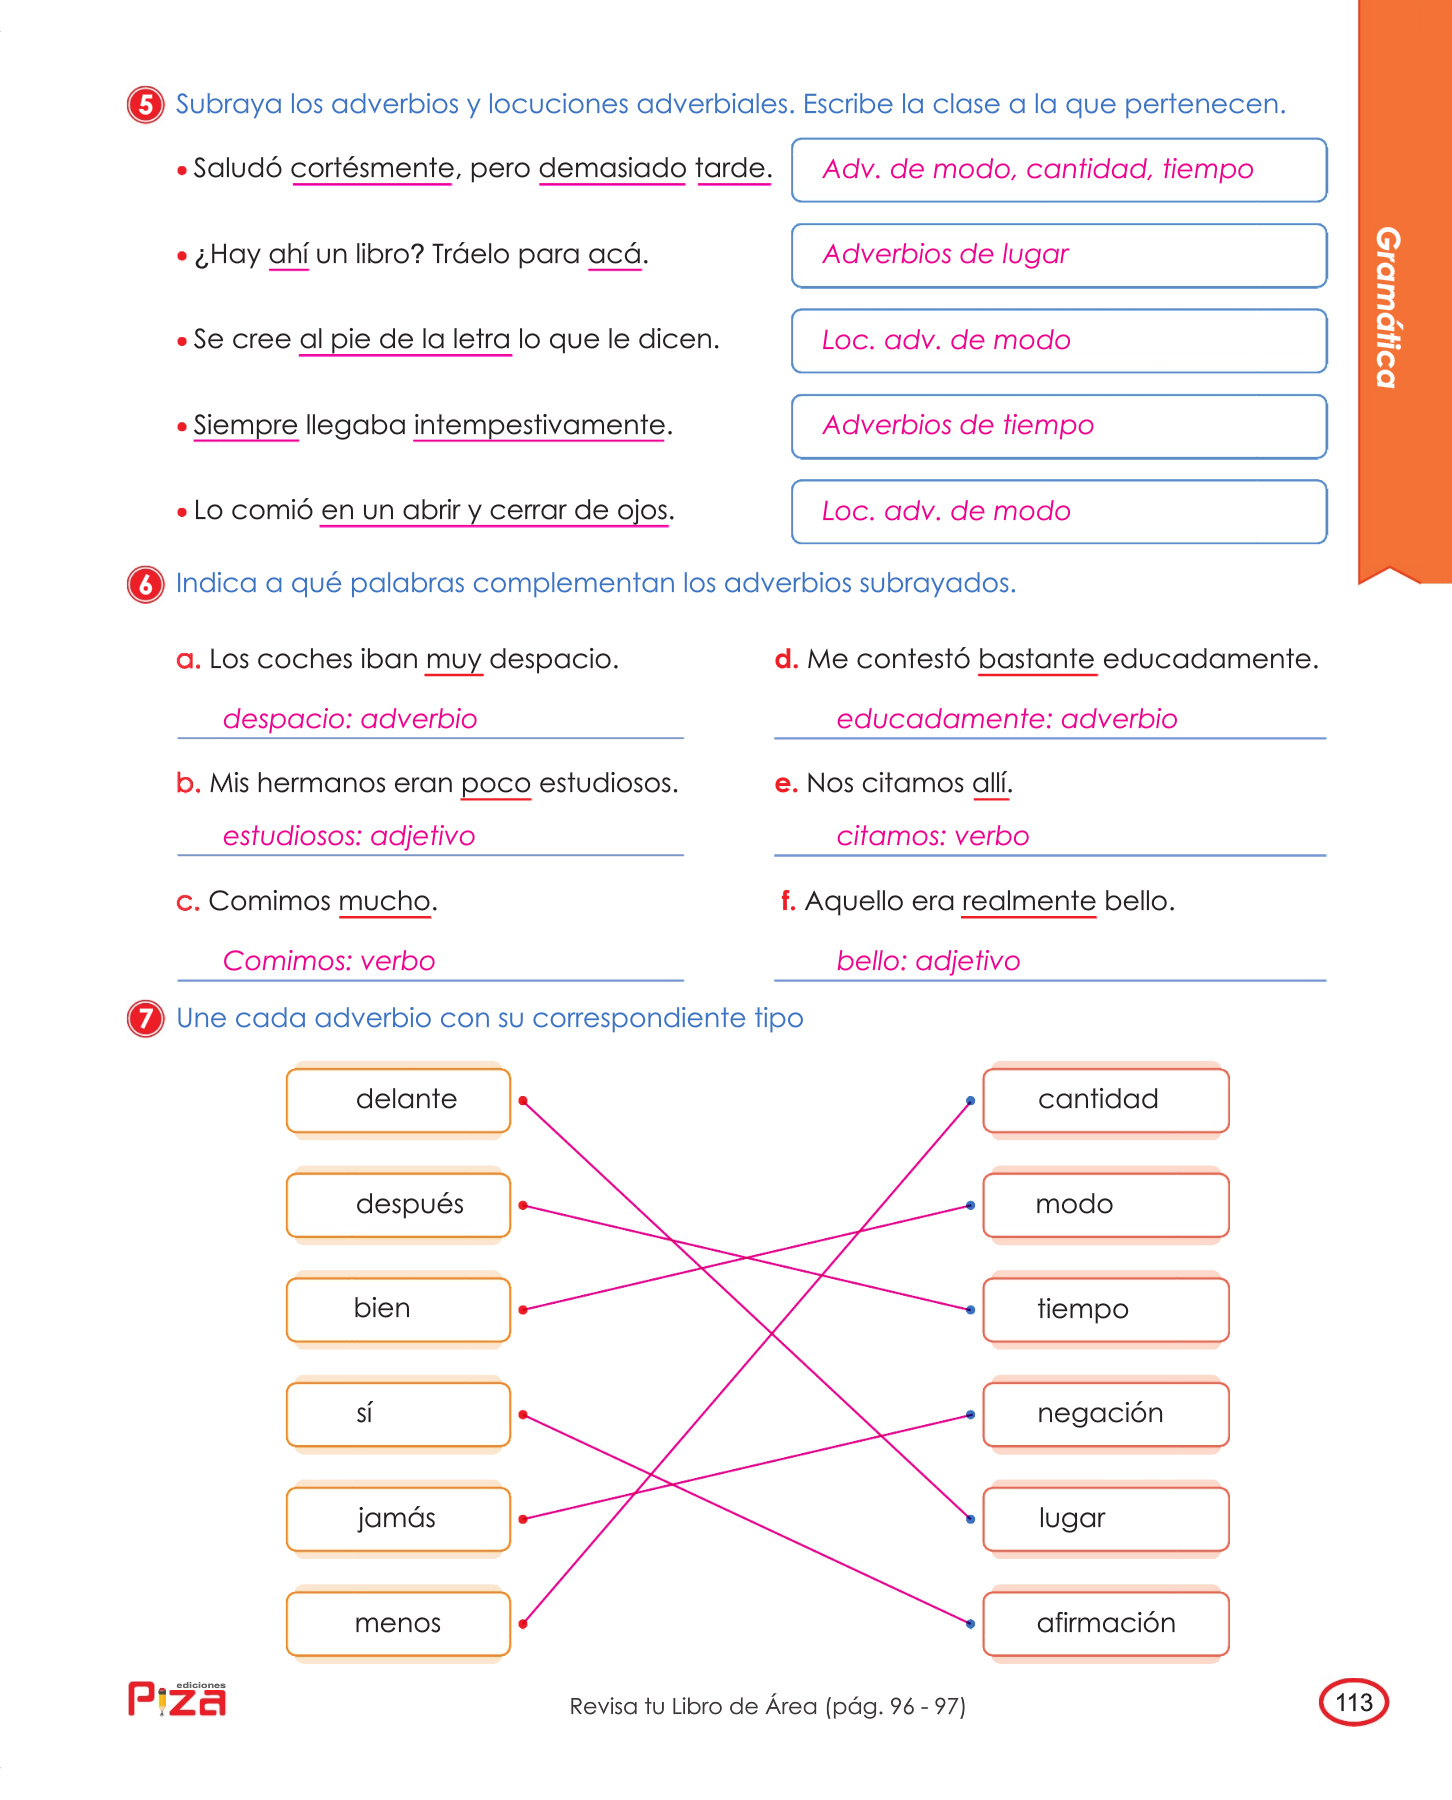 5 Subraya los adverbios y locuciones adverbiales. Escribe la clase a la que pertenecen.
• Saludó cortésmente, pero demasiado tarde. Adv. de modo, cantidad, tiempo
• ¿Hay ahí un libro? Tráelo para acá. Adverbios de lugar
• Se cree al pie de la letra lo que le dicen. Loc. adv. de modo
• Siempre llegaba intempestivamente. Adverbios de tiempo
• Lo comió en un abrir y cerrar de ojos. Loc. adv. de modo
Gramática
6 Indica a qué palabras complementan los adverbios subrayados.
a. Los coches iban muy despacio.
despacio: adverbio
d. Me contestó bastante educadamente.
educadamente: adverbio
b. Mis hermanos eran poco estudiosos.
estudiosos: adjetivo
e. Nos citamos allí.
citamos: verbo
c. Comimos mucho.
Comimos: verbo
f. Aquello era realmente bello.
bello: adjetivo
7 Une cada adverbio con su correspondiente tipo
delante cantidad
después modo
bien tiempo
sí negación
jamás lugar
menos afirmación
ediciones
Piza
Revisa tu Libro de Área (pág. 96 - 97)
113